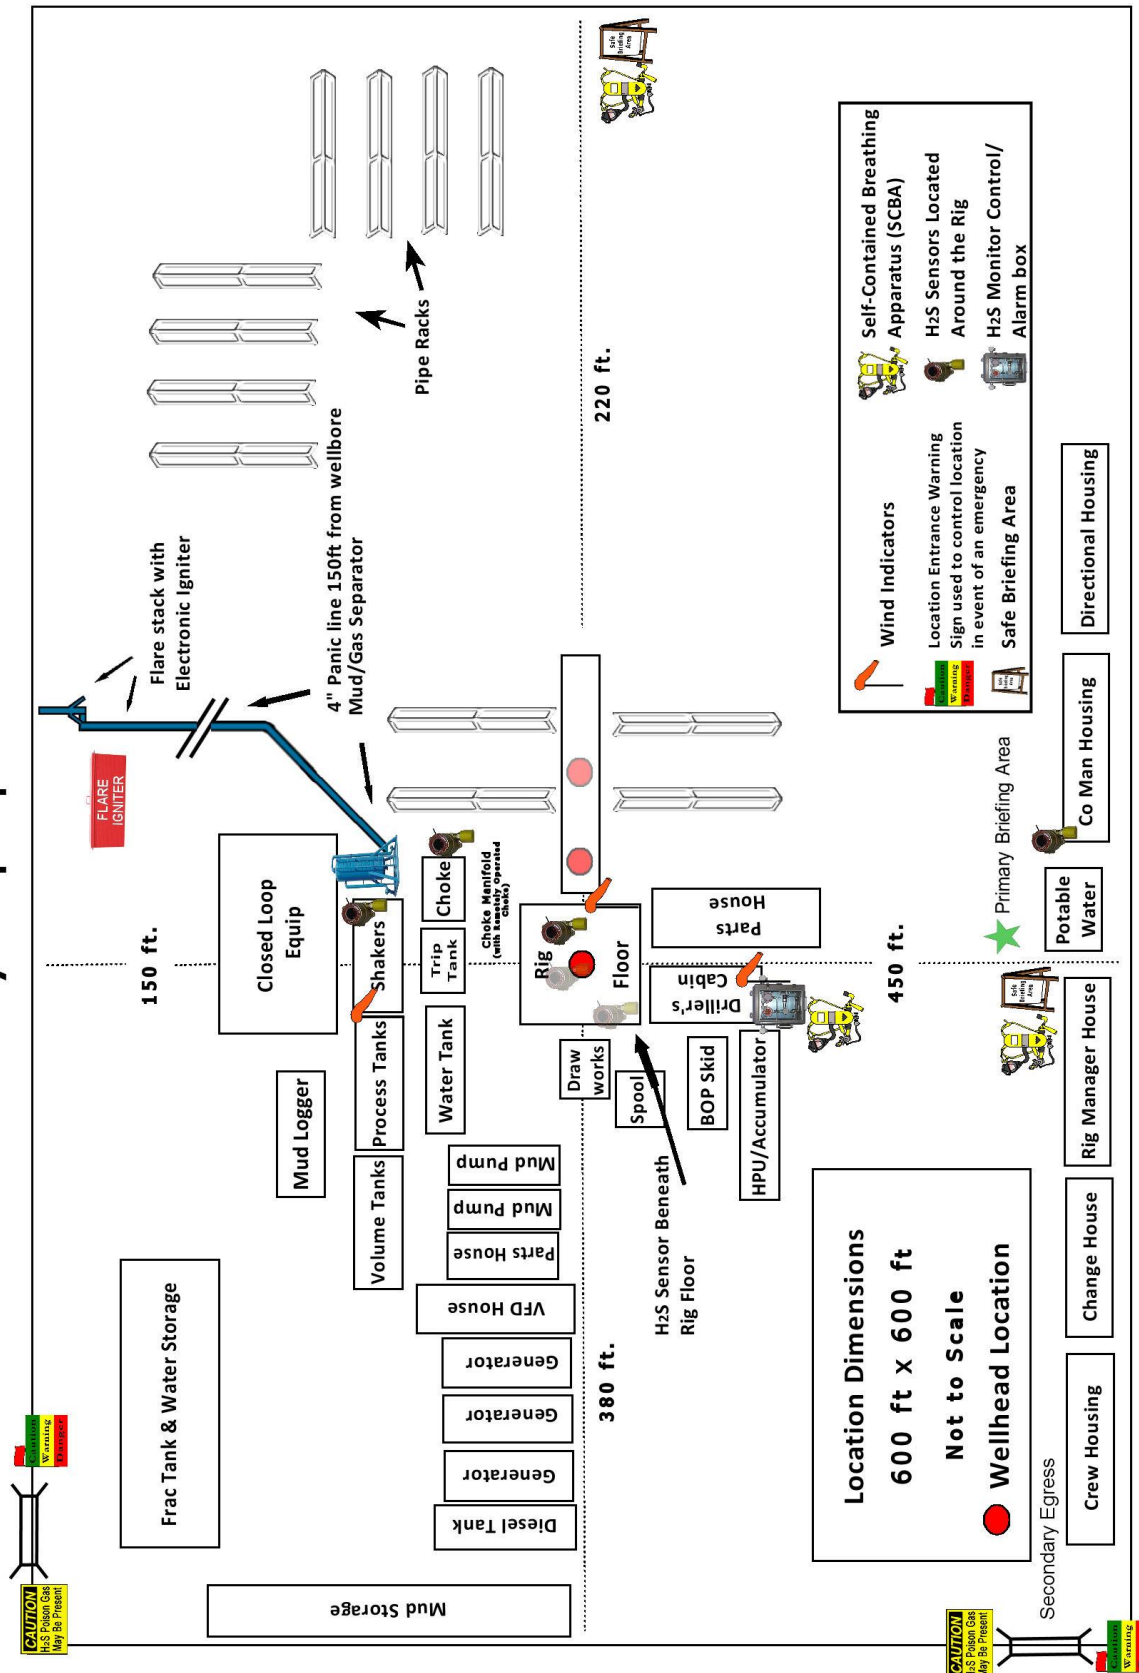 CAUTION
H2S Poison Gas
May Be Present
Caution
Warning
Danger
FLARE
IGNITER
Flare stack with
Electronic Igniter
4" Panic line 150ft from wellbore
Mud/Gas Separator
Pipe Racks
150 ft.
Frac Tank & Water Storage
Closed Loop
Equip
Mud Logger
Mud Storage
Volume Tanks
Process Tanks
Shakers
Water Tank
Trip
Tank
Choke
Choke Manifold
(with Remotely Operated
Choke)
Diesel Tank
Generator
Generator
Generator
VFD House
Parts House
Mud Pump
Mud Pump
Draw
works
Rig
Floor
380 ft.
220 ft.
Safe
Briefing
Area
Spool
H2S Sensor Beneath
Rig Floor
BOP Skid
HPU/Accumulator
Driller's
Cabin
Parts
House
450 ft.
Location Dimensions
600 ft X 600 ft
Not to Scale
Wellhead Location
Wind Indicators
Caution
Warning
Danger
Location Entrance Warning
Sign used to control location
in event of an emergency
Safe Briefing Area
Self-Contained Breathing
Apparatus (SCBA)
H2S Sensors Located
Around the Rig
H2S Monitor Control/
Alarm box
Primary Briefing Area
Safe
Briefing
Area
Secondary Egress
Crew Housing
Change House
Rig Manager House
Potable
Water
Co Man Housing
Directional Housing
CAUTION
H2S Poison Gas
May Be Present
Caution
Warning